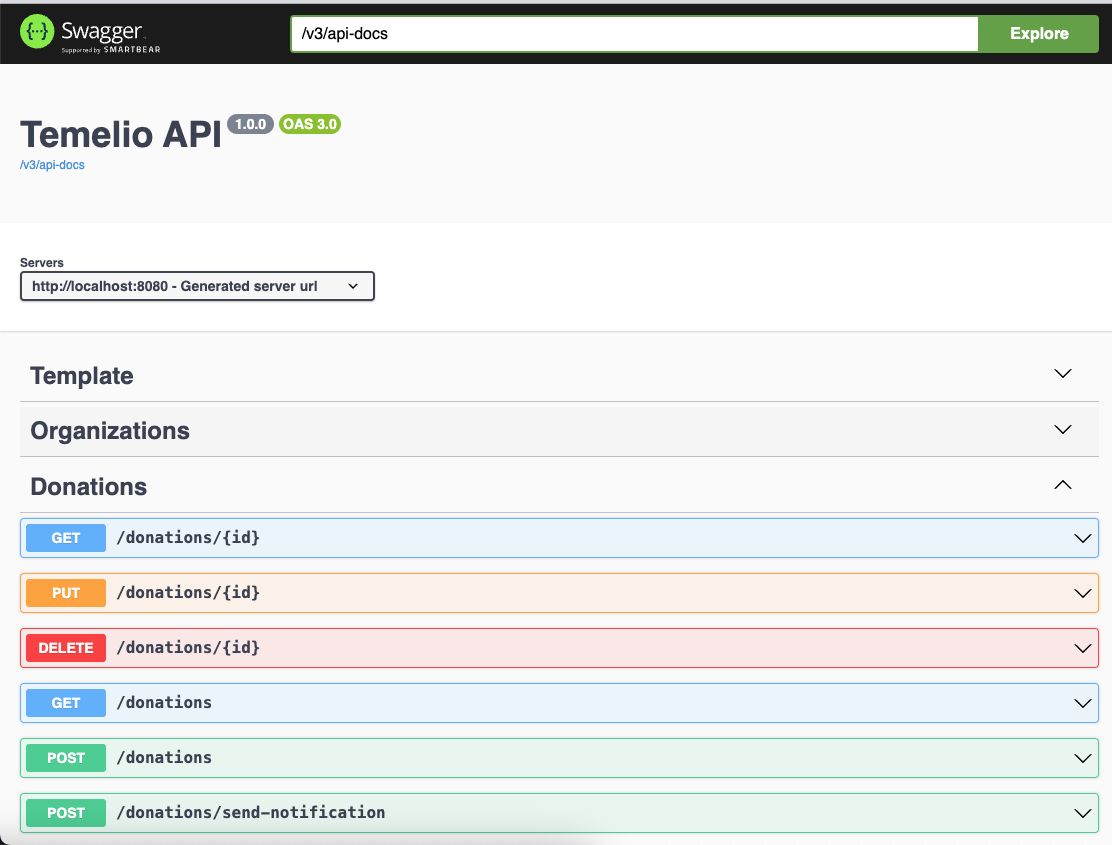 Swagger
Supported by SMARTBEAR
/v3/api-docs
Explore
Temelio API 1.0.0 OAS 3.0
/v3/api-docs
Servers
http://localhost:8080 - Generated server url
Template
Organizations
Donations
GET /donations/{id}
PUT /donations/{id}
DELETE /donations/{id}
GET /donations
POST /donations
POST /donations/send-notification